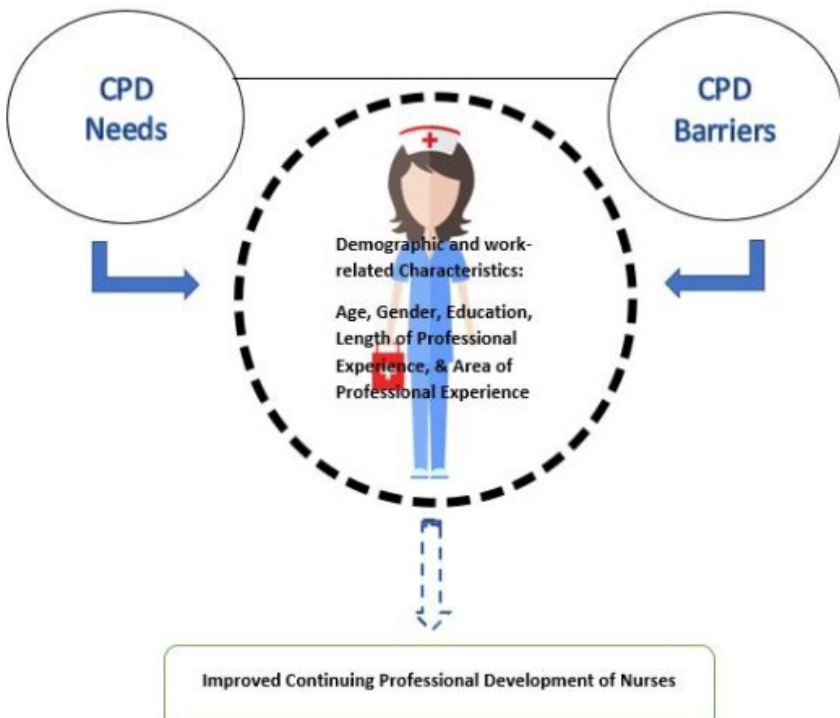 CPD
Needs
CPD
Barriers
Demographic and work-
related Characteristics:
Age, Gender, Education,
Length of Professional
Experience, & Area of
Professional Experience
Improved Continuing Professional Development of Nurses